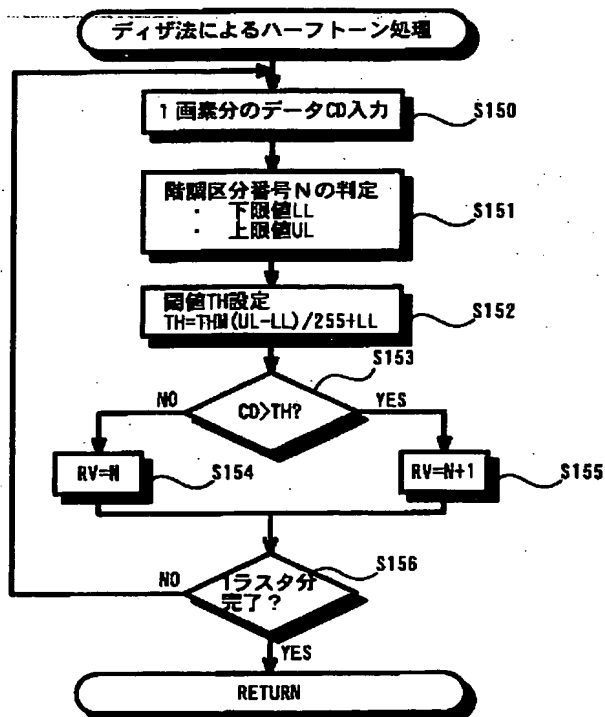 ディザ法によるハーフトーン処理
1画素分のデータCD入力
S150
階調区分番号Nの判定
・ 下限値LL
・ 上限値UL
S151
閾値TH設定
TH=THM(UL-LL)/255+LL
S152
S153
NO
CD>TH?
YES
RV=N
S154
RV=N+1
S155
S156
NO
1ラスタ分
完了?
YES
RETURN